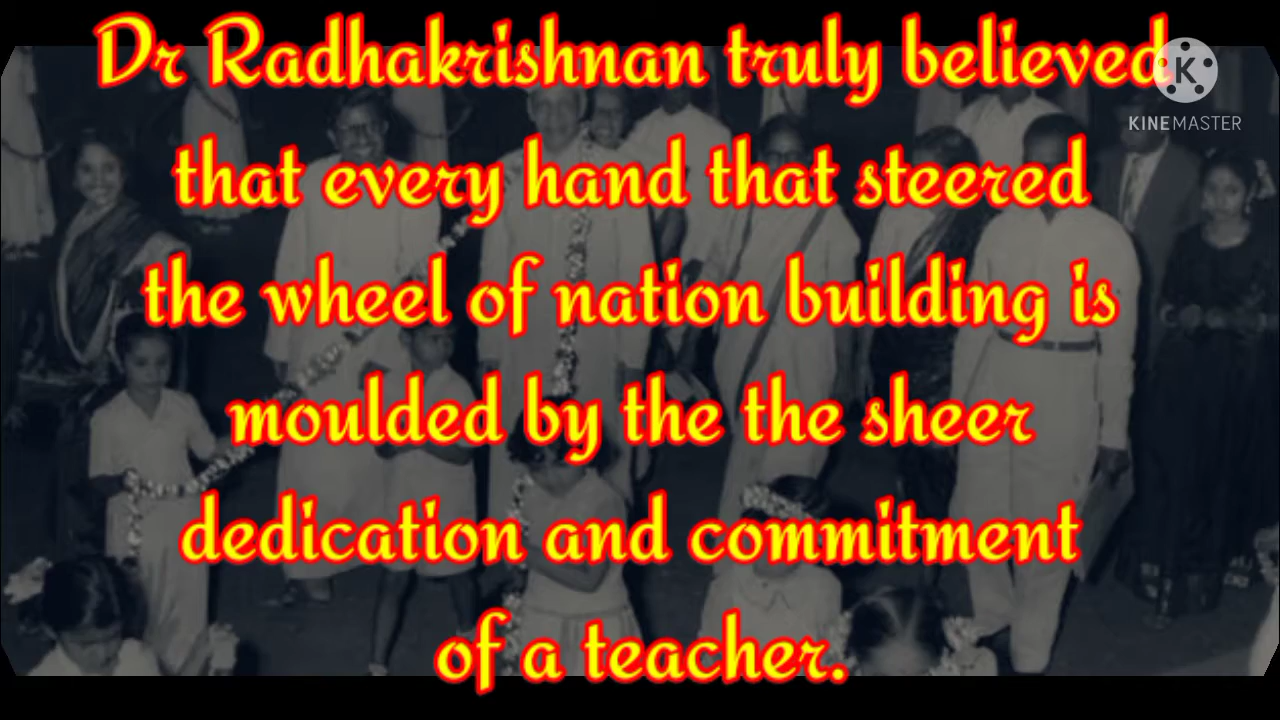 Dr Radhakrishnan truly believed
K
KINEMASTER
that every hand that steered
the wheel of nation building is
moulded by the the sheer
dedication and commitment
of a teacher.